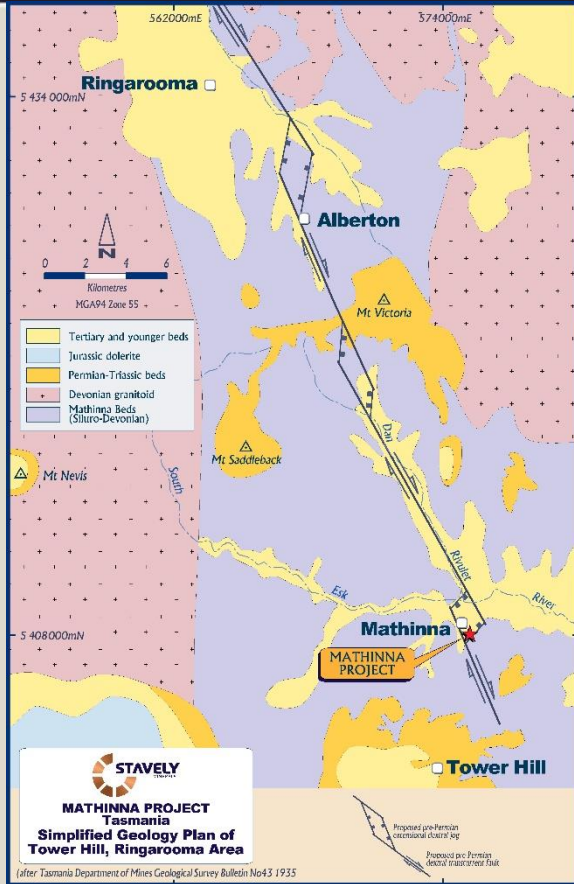 562000mE
574000mE
Ringarooma
5 434 000mN
Alberton
N
0 2 4 6
Kilometres
MGA94 Zone 55
Mt Victoria
Tertiary and younger beds
Jurassic dolerite
Permian-Triassic beds
Devonian granitoid
Mathinna Beds
(Siluro-Devonian)
Dan
Mt Saddleback
Mt Nevis
South
Esk
Rivulet
River
5 408 000mN
Mathinna
MATHINNA
PROJECT
STAVELY
MINERALS
Tower Hill
MATHINNA PROJECT
Tasmania
Simplified Geology Plan of
Tower Hill, Ringarooma Area
Proposed pre-Permian
extensional dextral jog
Proposed pre-Permian
dextral transcurrent fault
(after Tasmania Department of Mines Geological Survey Bulletin No43 1935